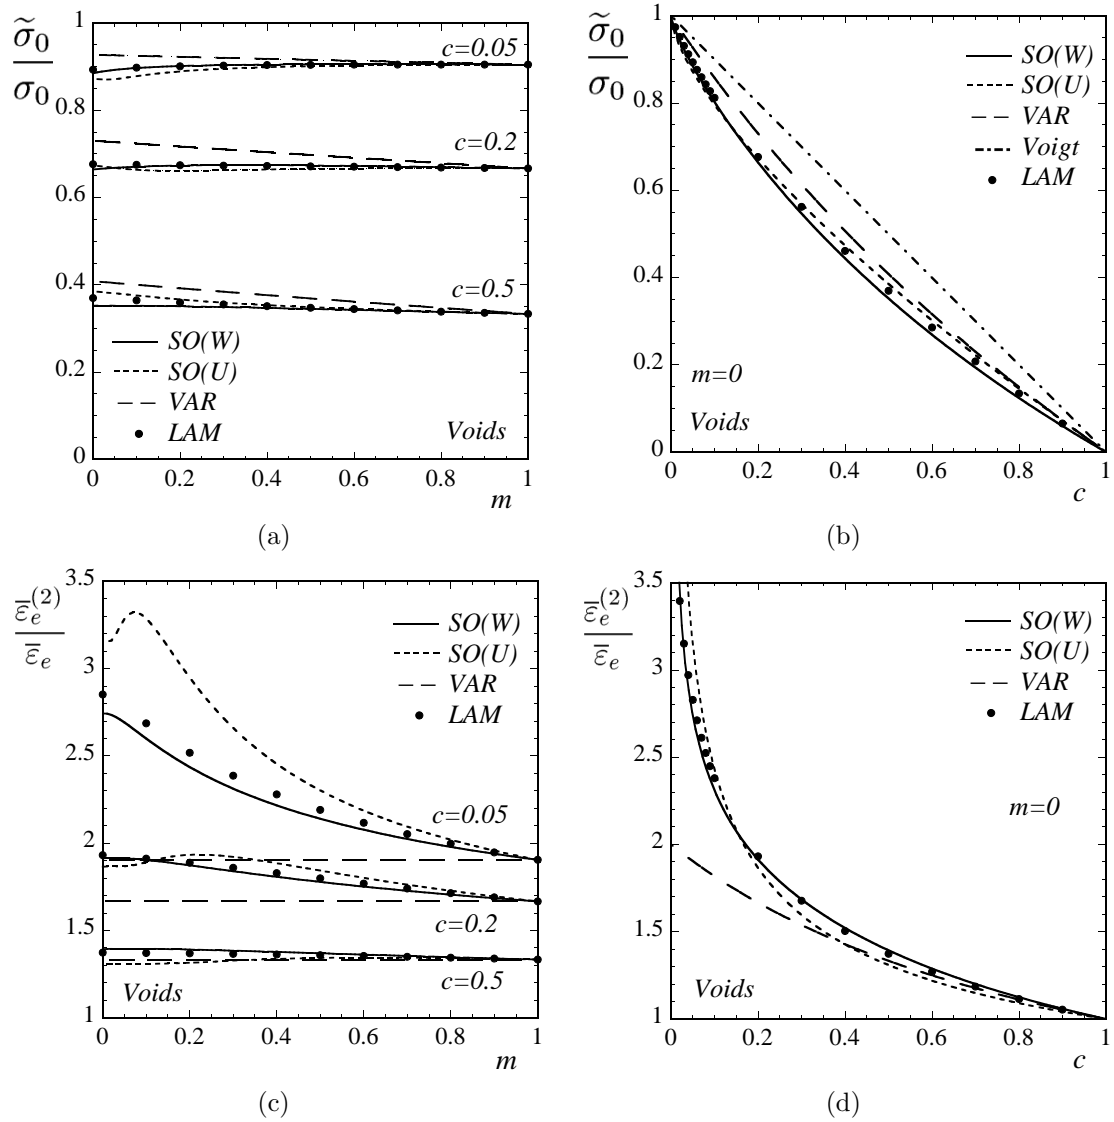 σ̃₀
σ₀
1
0.8
0.6
0.4
0.2
0
c=0.05
c=0.2
c=0.5
SO(W)
SO(U)
VAR
LAM
Voids
0 0.2 0.4 0.6 0.8 1
m
(a)
σ̃₀
σ₀
1
0.8
0.6
0.4
0.2
0
SO(W)
SO(U)
VAR
Voigt
LAM
m=0
Voids
0 0.2 0.4 0.6 0.8 1
c
(b)
ε̅ₑ⁽²⁾
ε̅ₑ
3.5
3
2.5
2
1.5
1
SO(W)
SO(U)
VAR
LAM
c=0.05
c=0.2
c=0.5
Voids
0 0.2 0.4 0.6 0.8 1
m
(c)
ε̅ₑ⁽²⁾
ε̅ₑ
3.5
3
2.5
2
1.5
1
SO(W)
SO(U)
VAR
LAM
m=0
Voids
0 0.2 0.4 0.6 0.8 1
c
(d)